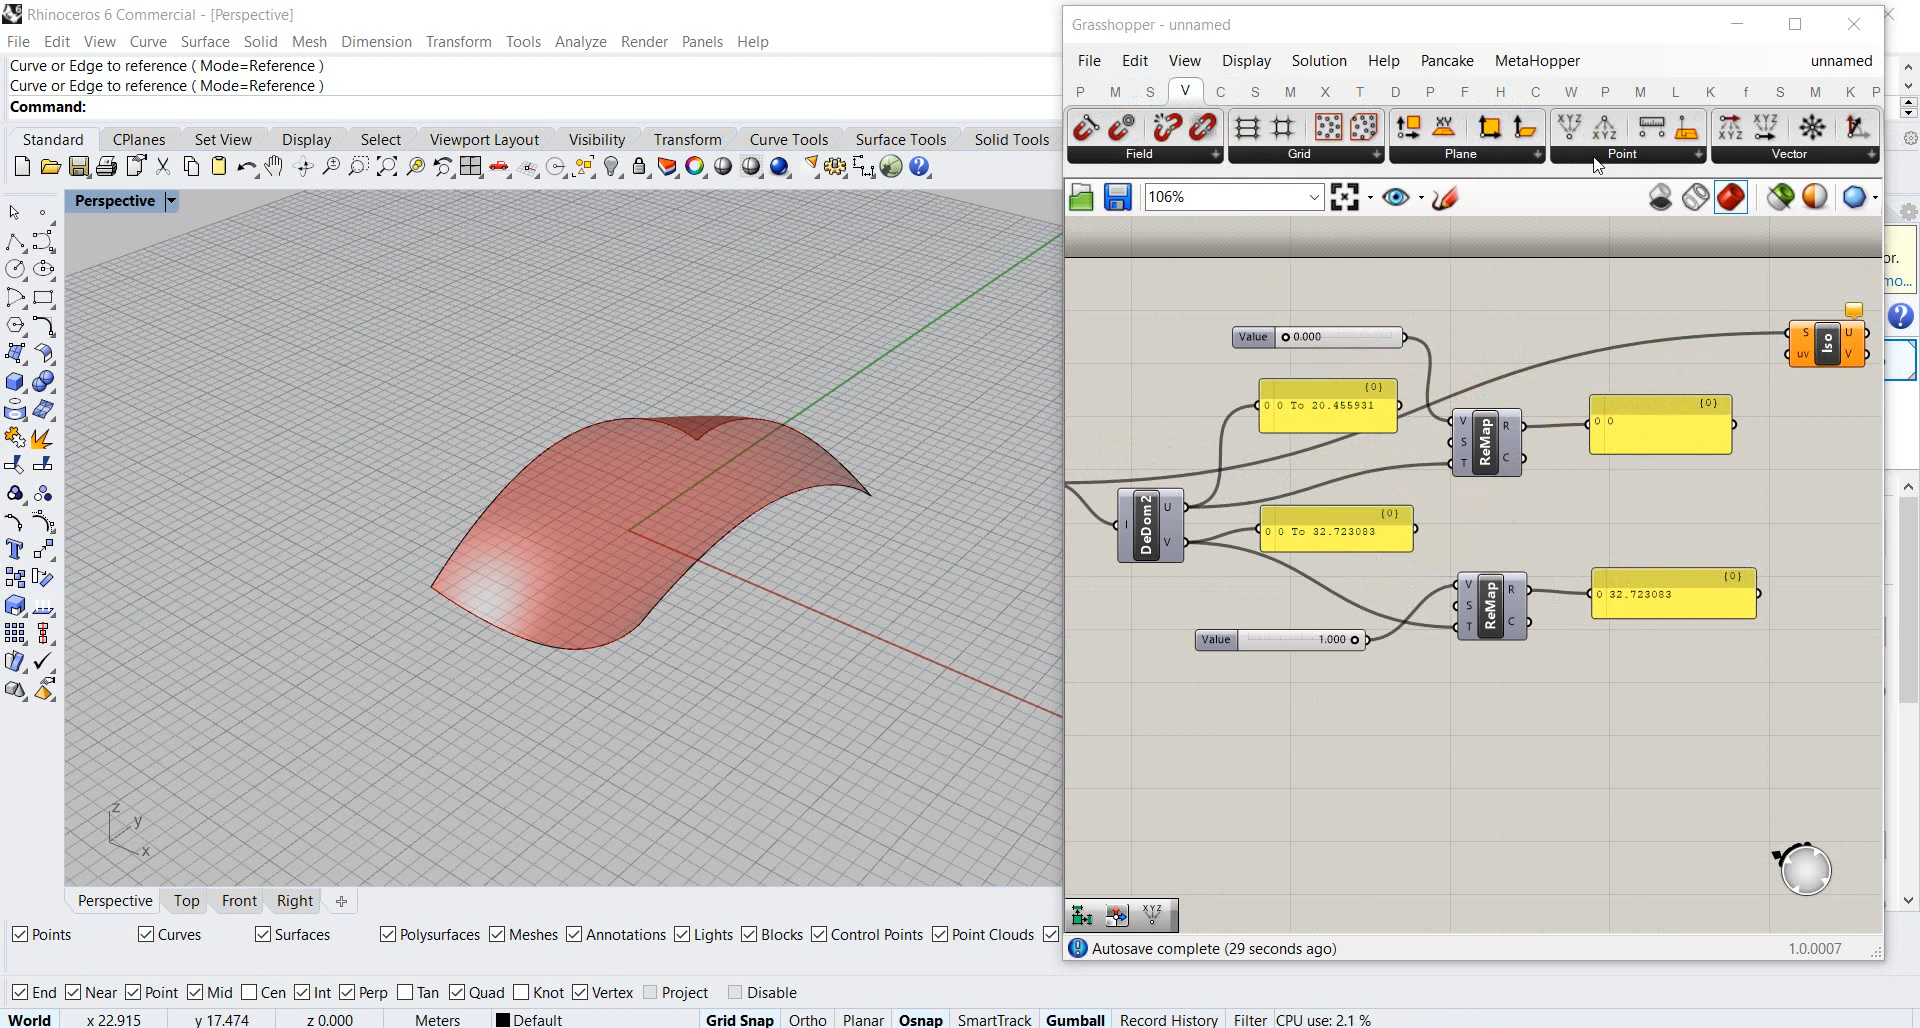 Rhinoceros 6 Commercial - [Perspective]
File Edit View Curve Surface Solid Mesh Dimension Transform Tools Analyze Render Panels Help
Curve or Edge to reference ( Mode=Reference )
Curve or Edge to reference ( Mode=Reference )
Command:
Standard CPlanes Set View Display Select Viewport Layout Visibility Transform Curve Tools Surface Tools Solid Tools
Perspective
z
y
x
Perspective Top Front Right
Points Curves Surfaces Polysurfaces Meshes Annotations Lights Blocks Control Points Point Clouds
End Near Point Mid Cen Int Perp Tan Quad Knot Vertex Project Disable
World x 22.915 y 17.474 z 0.000 Meters Default Grid Snap Ortho Planar Osnap SmartTrack Gumball Record History Filter CPU use: 2.1 %
Grasshopper - unnamed
File Edit View Display Solution Help Pancake MetaHopper unnamed
P M S V C S M X T D P F H C W P M L K f S M K P
Field Grid Plane Point Vector
106%
Value 0.000
{0}
0 0 To 20.455931
V S T ReMap R C
{0}
0 0
S uv Iso U V
I DeDom2 U V
{0}
0 0 To 32.723083
V S T ReMap R C
{0}
0 32.723083
Value 1.000
Autosave complete (29 seconds ago)
1.0.0007
or.
mo...